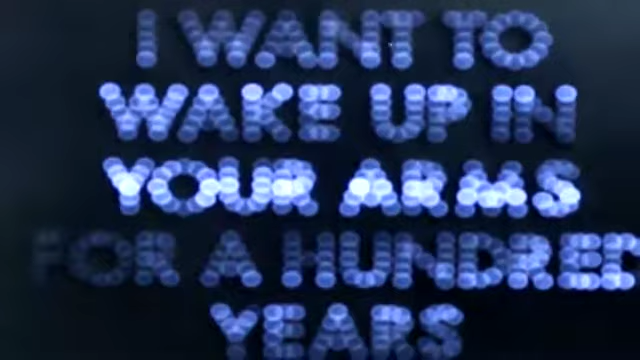 I WANT TO
WAKE UP IN
YOUR ARMS
FOR A HUNDRED
YEARS